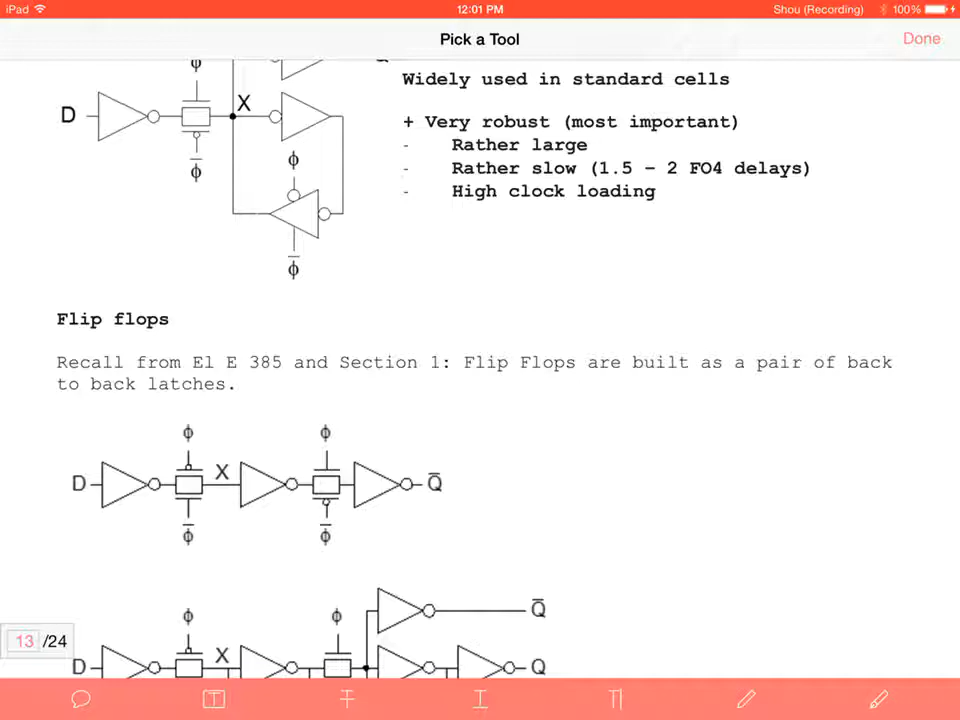 iPad 12:01 PM Shou (Recording) 100%
Pick a Tool Done
ϕ
Widely used in standard cells
D X
+ Very robust (most important)
- Rather large
ϕ ϕ̅ - Rather slow (1.5 – 2 FO4 delays)
- High clock loading
ϕ̅
Flip flops
Recall from El E 385 and Section 1: Flip Flops are built as a pair of back
to back latches.
ϕ ϕ
D X Q̅
ϕ̅ ϕ̅
Q̅
ϕ ϕ
13 /24
D X Q